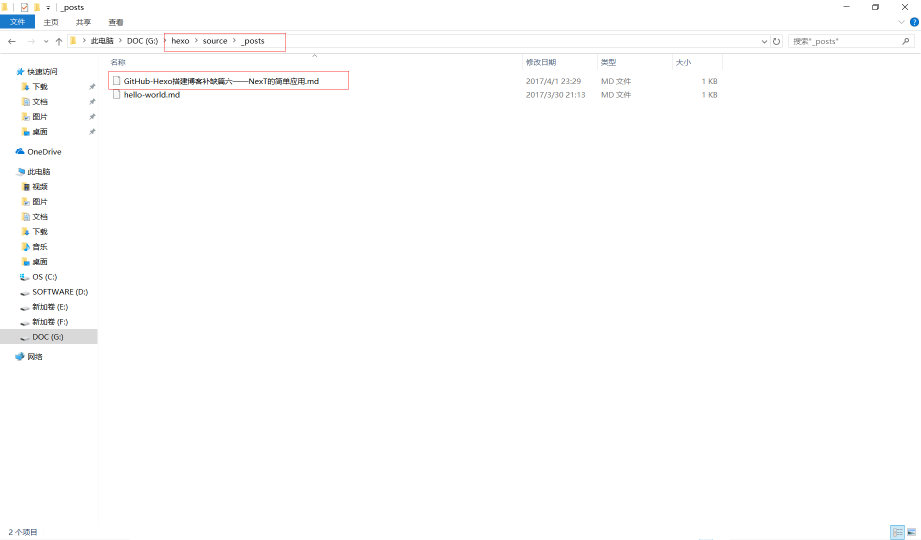 _posts
文件 主页 共享 查看
此电脑 DOC (G:) hexo source _posts 搜索"_posts"
名称 修改日期 类型 大小
GitHub-Hexo搭建博客补缺篇六——NexT的简单应用.md 2017/4/1 23:29 MD 文件 1 KB
hello-world.md 2017/3/30 21:13 MD 文件 1 KB
快速访问
下载
文档
图片
桌面
OneDrive
此电脑
视频
图片
文档
下载
音乐
桌面
OS (C:)
SOFTWARE (D:)
新加卷 (E:)
新加卷 (F:)
DOC (G:)
网络
2 个项目